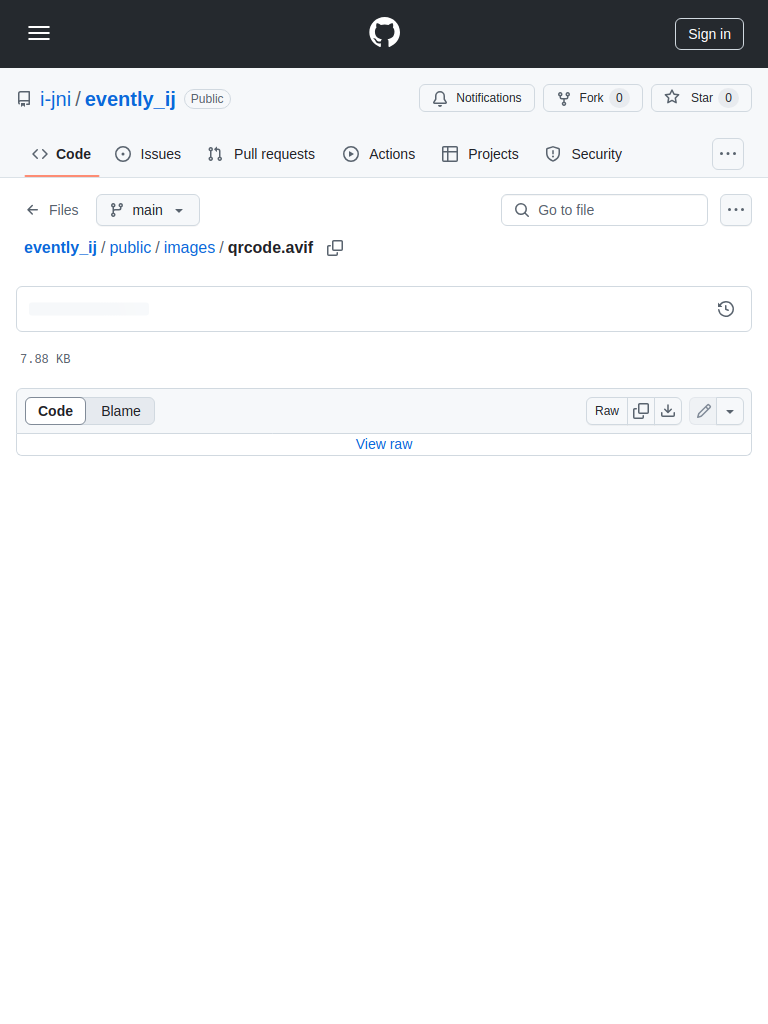 Sign in
i-jni / evently_ij Public
Notifications Fork 0 Star 0
Code Issues Pull requests Actions Projects Security
Files main Go to file
evently_ij / public / images / qrcode.avif
7.88 KB
Code Blame Raw
View raw